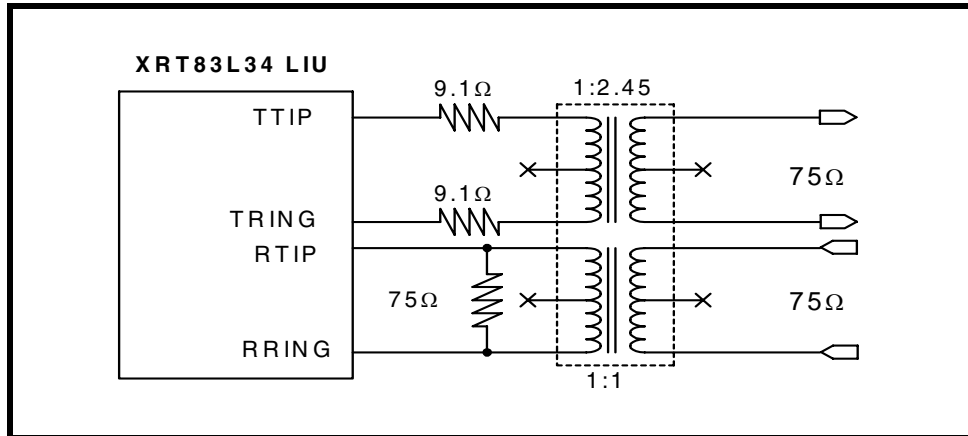 XRT83L34 LIU
9.1Ω
1:2.45
TTIP
75Ω
9.1Ω
TRING
RTIP
75Ω
75Ω
RRING
1:1